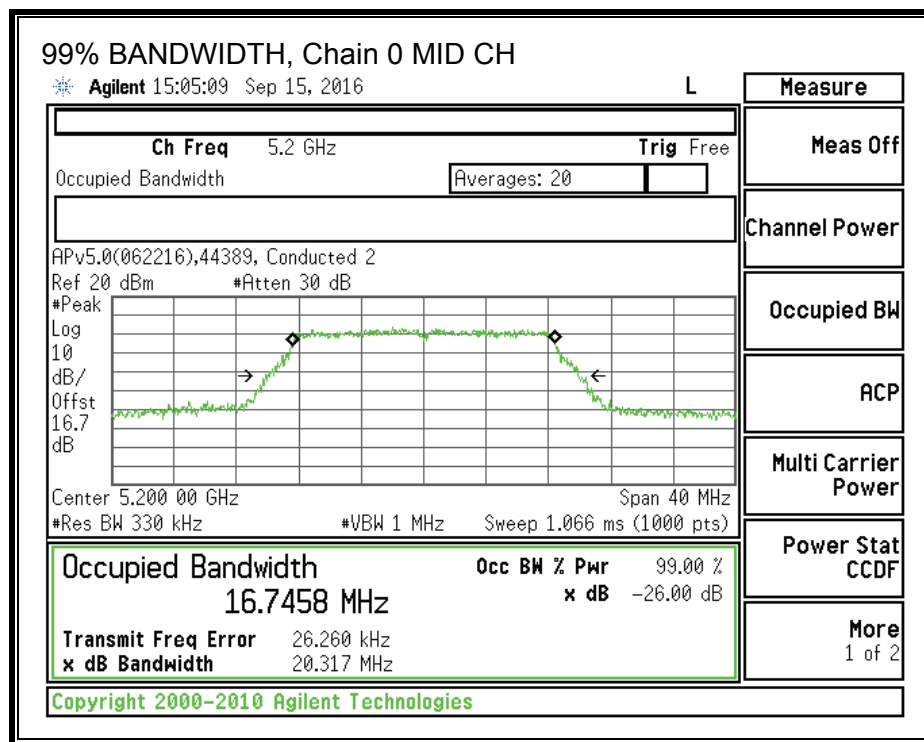 99% BANDWIDTH, Chain 0 MID CH
Agilent 15:05:09 Sep 15, 2016 L
Ch Freq 5.2 GHz Trig Free
Occupied Bandwidth Averages: 20
APv5.0(062216),44389, Conducted 2
Ref 20 dBm #Atten 30 dB
#Peak
Log
10
dB/
Offst
16.7
dB
Center 5.200 00 GHz Span 40 MHz
#Res BW 330 kHz #VBW 1 MHz Sweep 1.066 ms (1000 pts)
Occupied Bandwidth Occ BW % Pwr 99.00 %
16.7458 MHz x dB -26.00 dB
Transmit Freq Error 26.260 kHz
x dB Bandwidth 20.317 MHz
Copyright 2000-2010 Agilent Technologies
Measure
Meas Off
Channel Power
Occupied BW
ACP
Multi Carrier
Power
Power Stat
CCDF
More
1 of 2